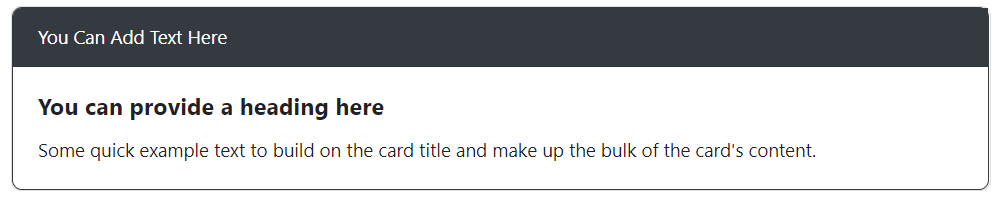 You Can Add Text Here
You can provide a heading here
Some quick example text to build on the card title and make up the bulk of the card's content.